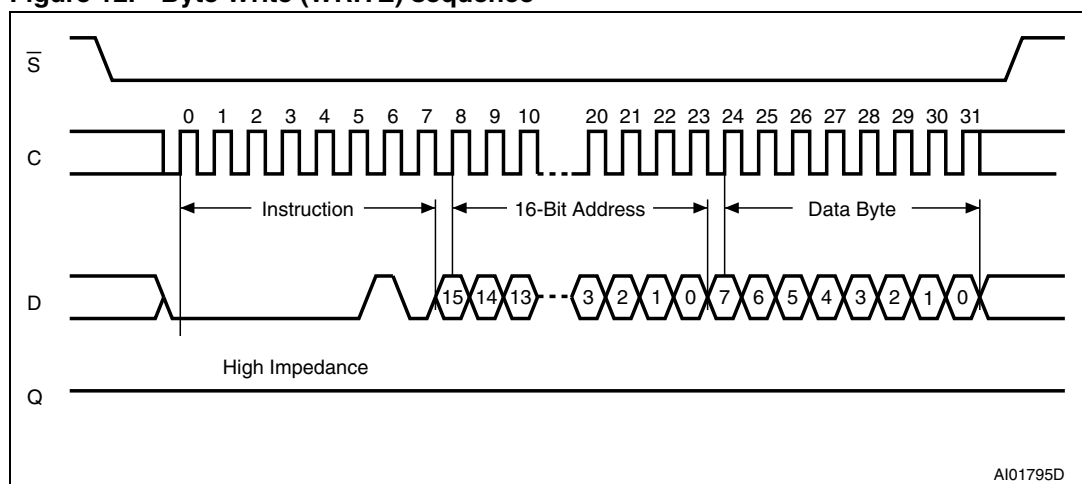 Figure 12. Byte Write (WRITE) sequence
S
0 1 2 3 4 5 6 7 8 9 10 20 21 22 23 24 25 26 27 28 29 30 31
C
Instruction 16-Bit Address Data Byte
D
15 14 13 3 2 1 0 7 6 5 4 3 2 1 0
High Impedance
Q
AI01795D